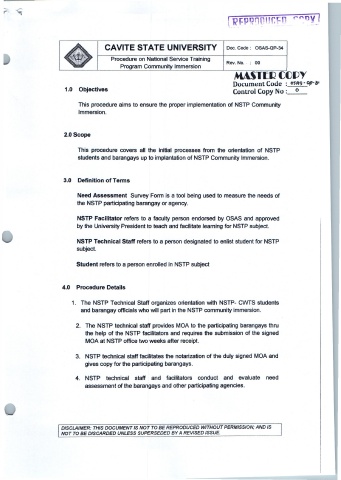 REPRODUCED COPY
CAVITE STATE UNIVERSITY
Procedure on National Service Training
Program Community Immersion
Doc. Code : OSAS-QP-34
Rev. No. : 00
MASTER COPY
Document Code :
Control Copy No : 0
1.0 Objectives
This procedure aims to ensure the proper implementation of NSTP Community
Immersion.
2.0 Scope
This procedure covers all the initial processes from the orientation of NSTP
students and barangays up to implantation of NSTP Community Immersion.
3.0 Definition of Terms
Need Assessment Survey Form is a tool being used to measure the needs of
the NSTP participating barangay or agency.
NSTP Facilitator refers to a faculty person endorsed by OSAS and approved
by the University President to teach and facilitate learning for NSTP subject.
NSTP Technical Staff refers to a person designated to enlist student for NSTP
subject.
Student refers to a person enrolled in NSTP subject
4.0 Procedure Details
1. The NSTP Technical Staff organizes orientation with NSTP- CWTS students
and barangay officials who will part in the NSTP community immersion.
2. The NSTP technical staff provides MOA to the participating barangays thru
the help of the NSTP facilitators and requires the submission of the signed
MOA at NSTP office two weeks after receipt.
3. NSTP technical staff facilitates the notarization of the duly signed MOA and
gives copy for the participating barangays.
4. NSTP technical staff and facilitators conduct and evaluate need
assessment of the barangays and other participating agencies.
DISCLAIMER: THIS DOCUMENT IS NOT TO BE REPRODUCED WITHOUT PERMISSION; AND IS
NOT TO BE DISCARDED UNLESS SUPERSEDED BY A REVISED ISSUE.